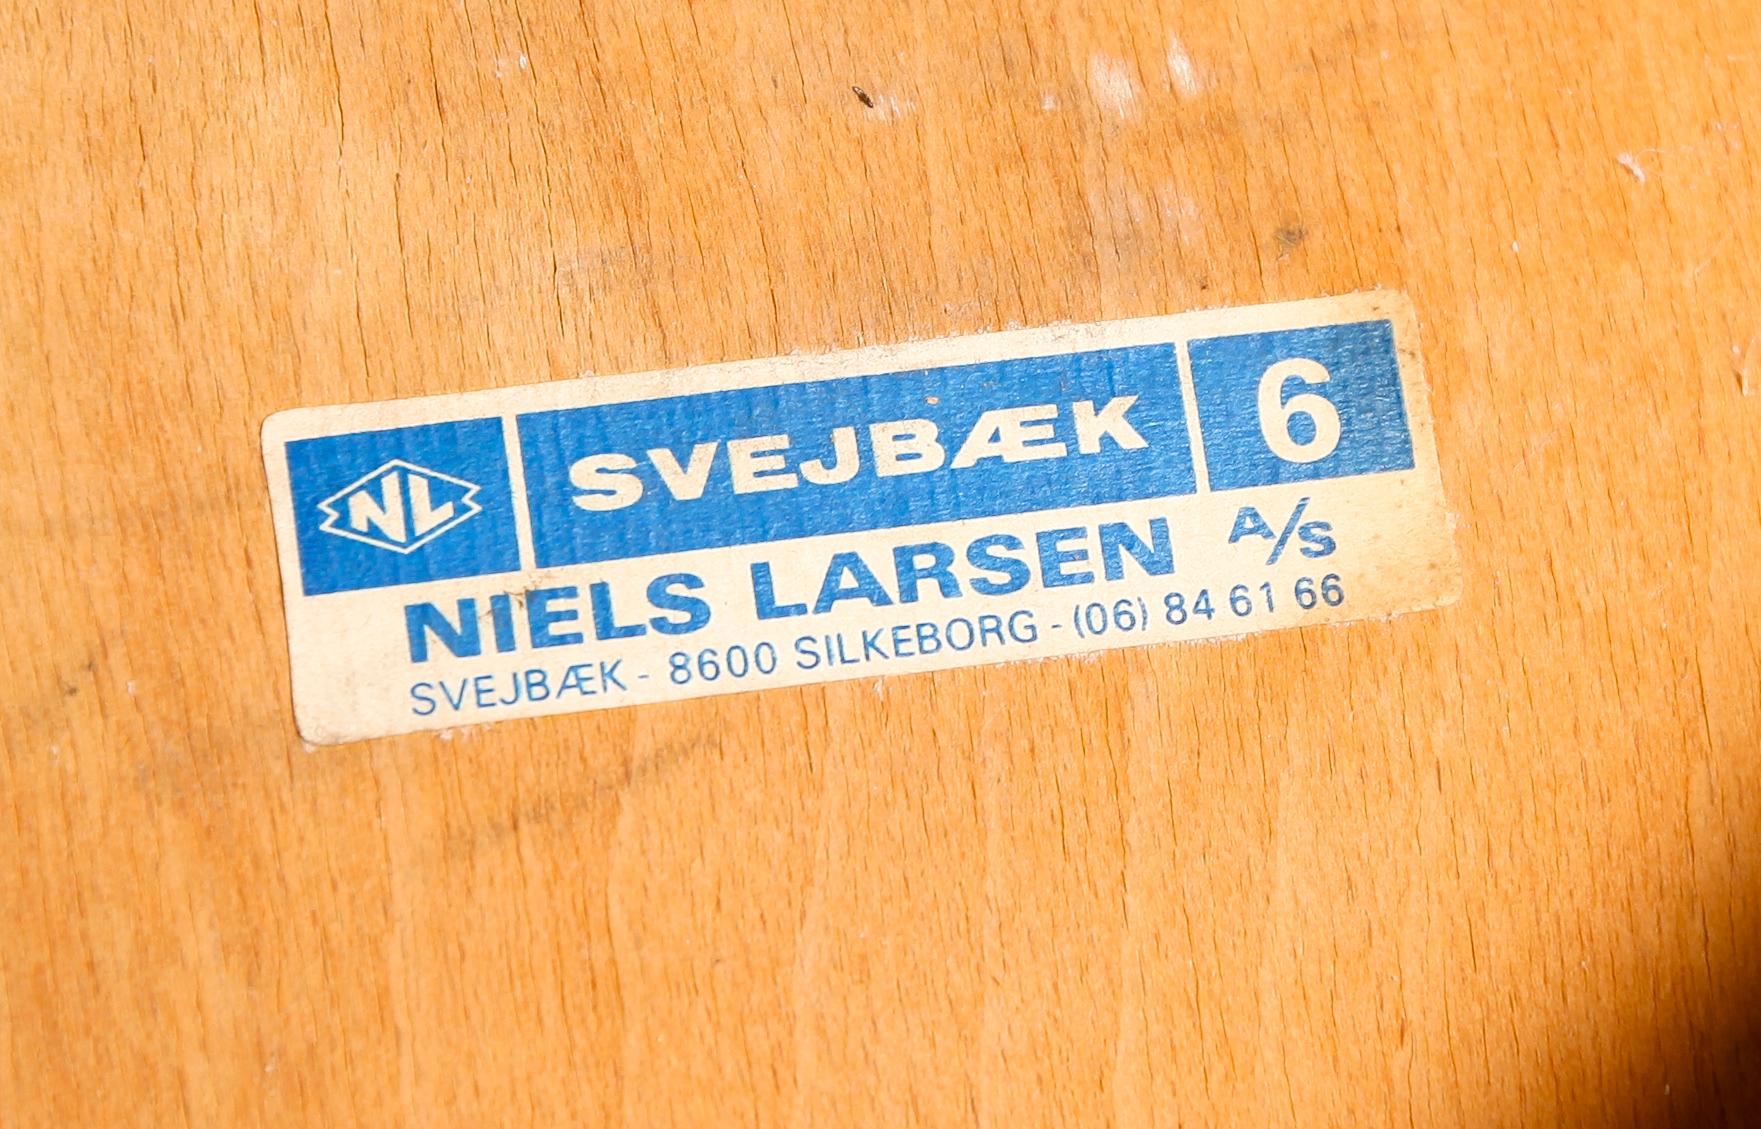 NL SVEJBÆK 6
NIELS LARSEN A/S
SVEJBÆK - 8600 SILKEBORG - (06) 84 61 66